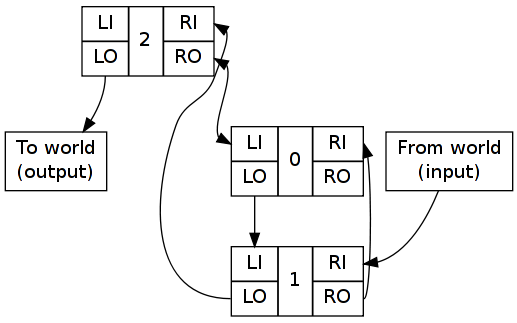 LI 2 RI
LO RO
To world
(output)
LI 0 RI
LO RO
From world
(input)
LI 1 RI
LO RO